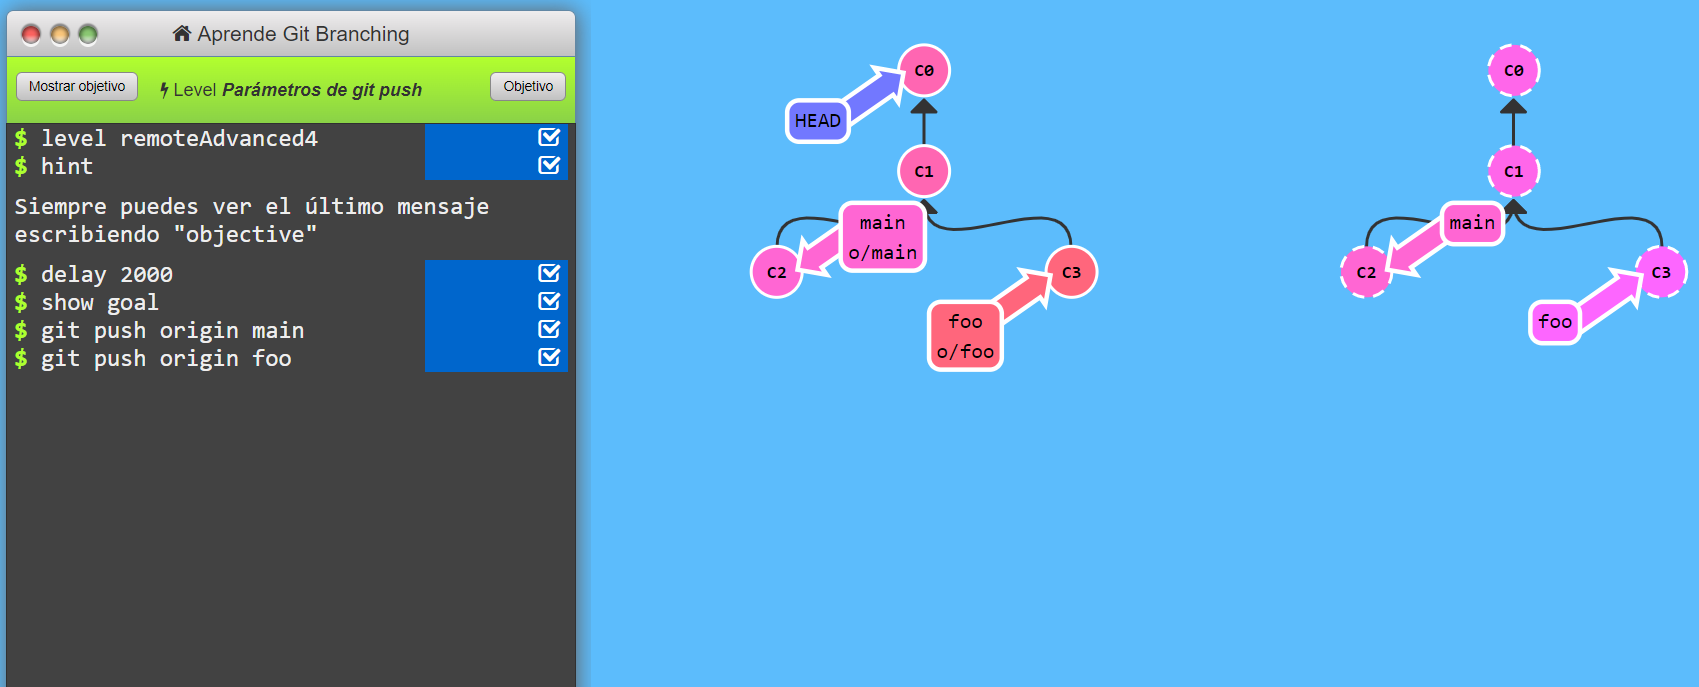 Aprende Git Branching
Mostrar objetivo
Level Parámetros de git push
Objetivo
$ level remoteAdvanced4
$ hint
Siempre puedes ver el último mensaje
escribiendo "objective"
$ delay 2000
$ show goal
$ git push origin main
$ git push origin foo
C0
HEAD
C1
main
o/main
C2
C3
foo
o/foo
C0
C1
main
C2
C3
foo